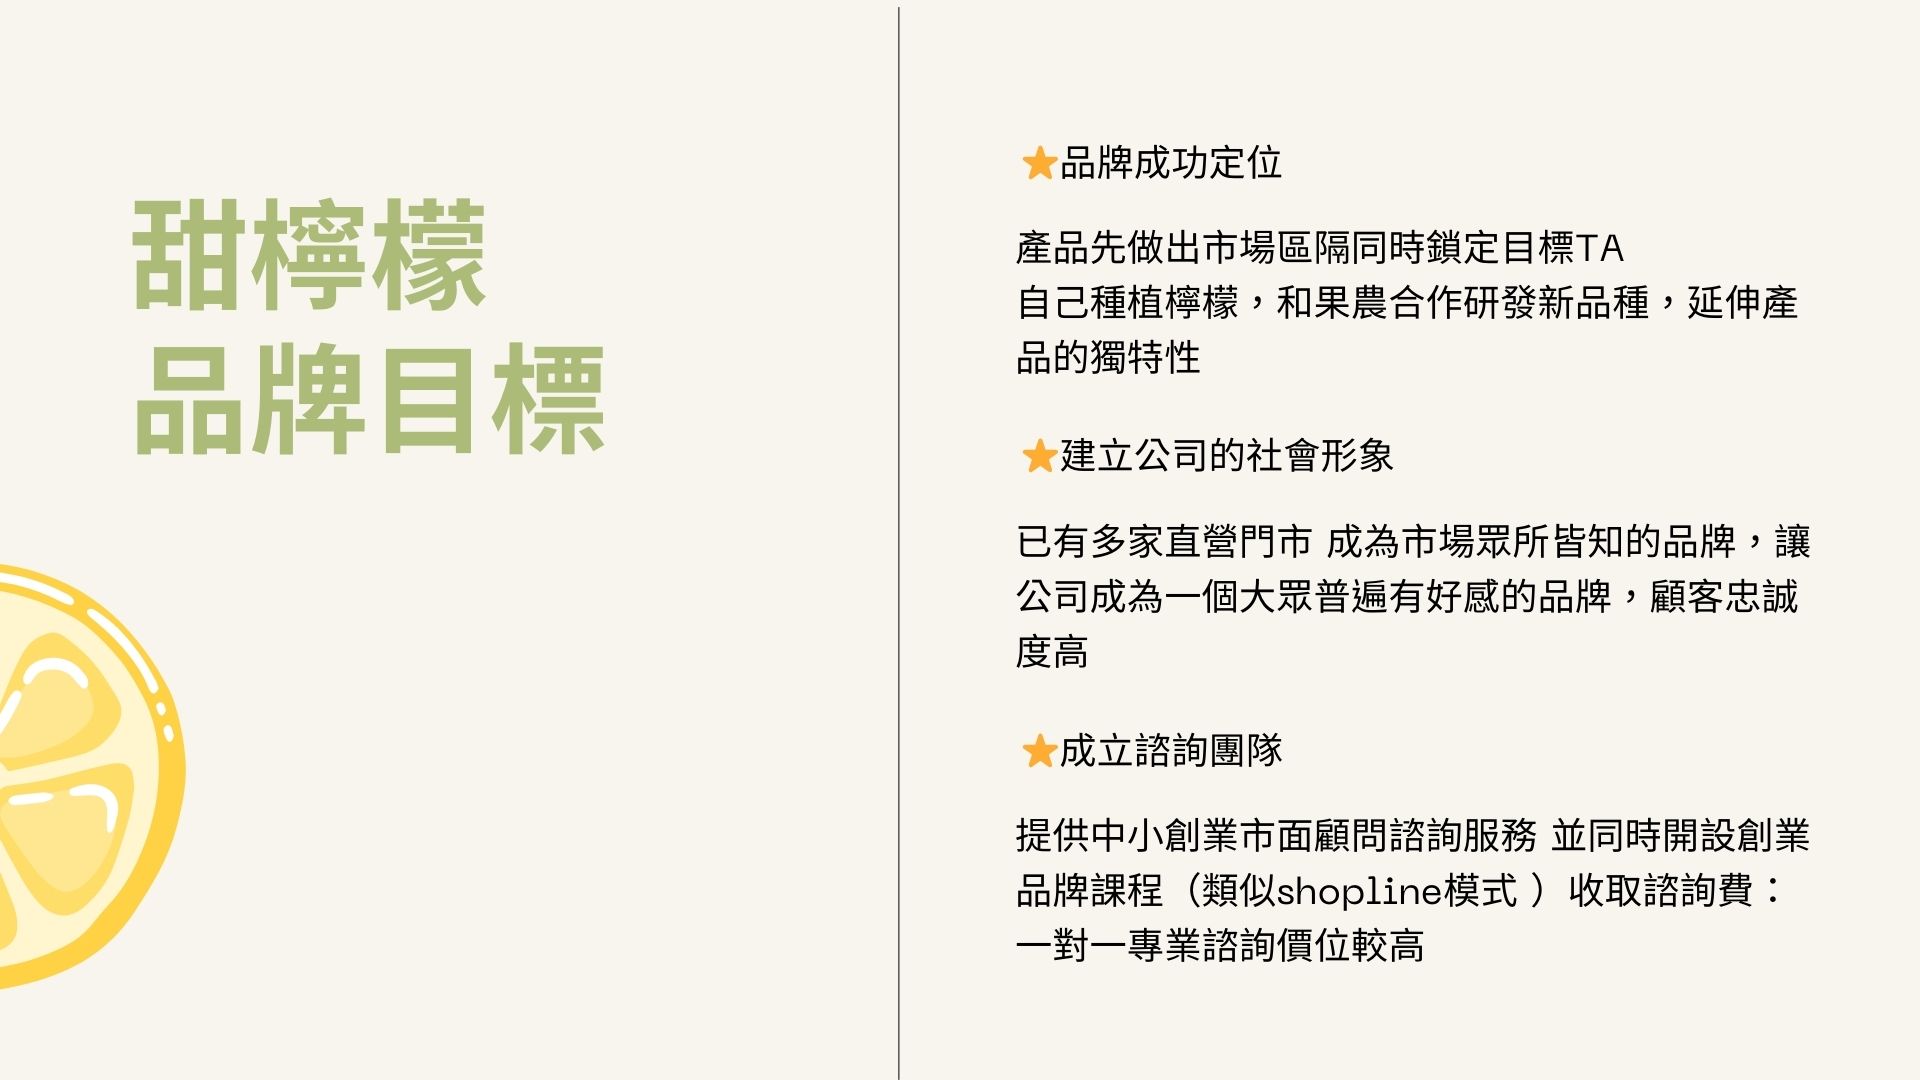 甜檸檬
品牌目標
⭐品牌成功定位
產品先做出市場區隔同時鎖定目標TA
自己種植檸檬，和果農合作研發新品種，延伸產
品的獨特性
⭐建立公司的社會形象
已有多家直營門市 成為市場眾所皆知的品牌，讓
公司成為一個大眾普遍有好感的品牌，顧客忠誠
度高
⭐成立諮詢團隊
提供中小創業市面顧問諮詢服務 並同時開設創業
品牌課程（類似shopline模式 ）收取諮詢費：
一對一專業諮詢價位較高